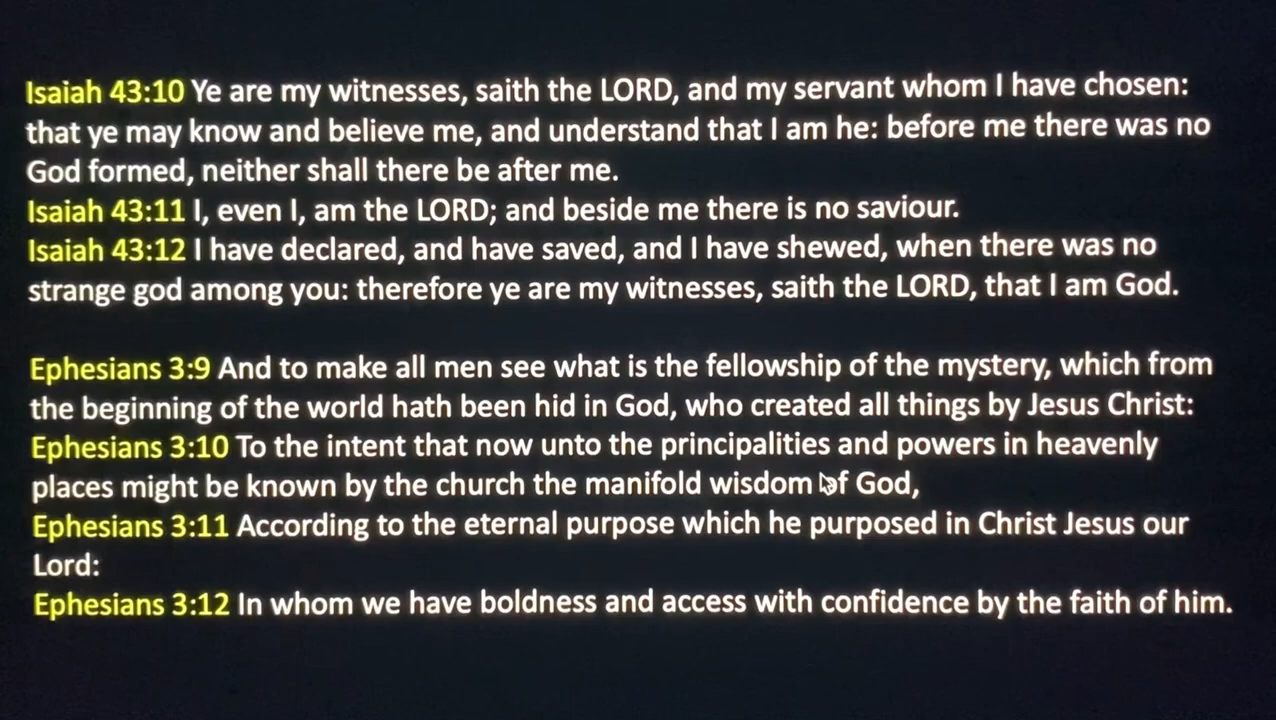 Isaiah 43:10 Ye are my witnesses, saith the LORD, and my servant whom I have chosen:
that ye may know and believe me, and understand that I am he: before me there was no
God formed, neither shall there be after me.
Isaiah 43:11 I, even I, am the LORD; and beside me there is no saviour.
Isaiah 43:12 I have declared, and have saved, and I have shewed, when there was no
strange god among you: therefore ye are my witnesses, saith the LORD, that I am God.
Ephesians 3:9 And to make all men see what is the fellowship of the mystery, which from
the beginning of the world hath been hid in God, who created all things by Jesus Christ:
Ephesians 3:10 To the intent that now unto the principalities and powers in heavenly
places might be known by the church the manifold wisdom of God,
Ephesians 3:11 According to the eternal purpose which he purposed in Christ Jesus our
Lord:
Ephesians 3:12 In whom we have boldness and access with confidence by the faith of him.